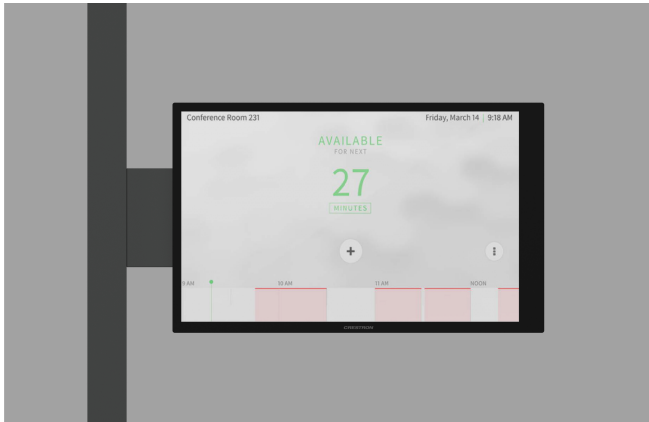 Conference Room 231
Friday, March 14 | 9:18 AM
AVAILABLE
FOR NEXT
27
MINUTES
+
9 AM
10 AM
11 AM
NOON
CRESTRON